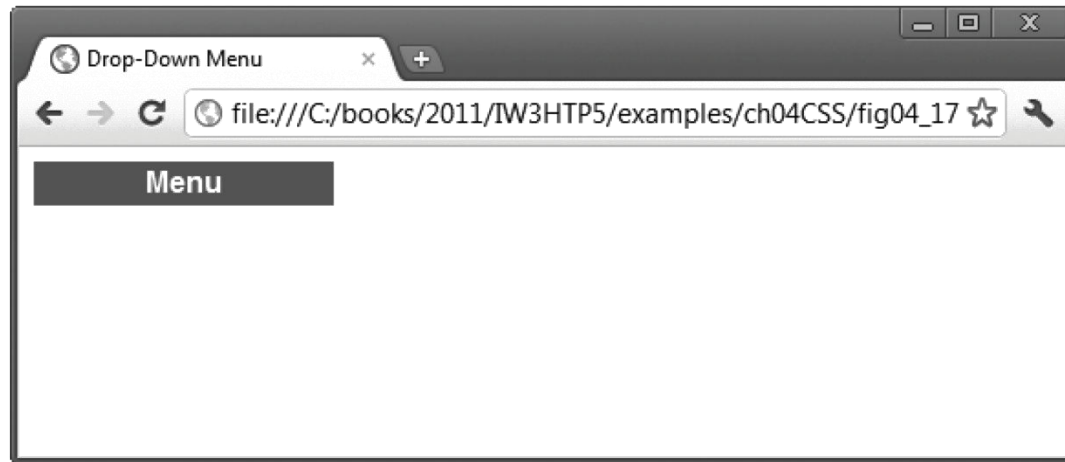 Drop-Down Menu
file:///C:/books/2011/IW3HTP5/examples/ch04CSS/fig04_17
Menu